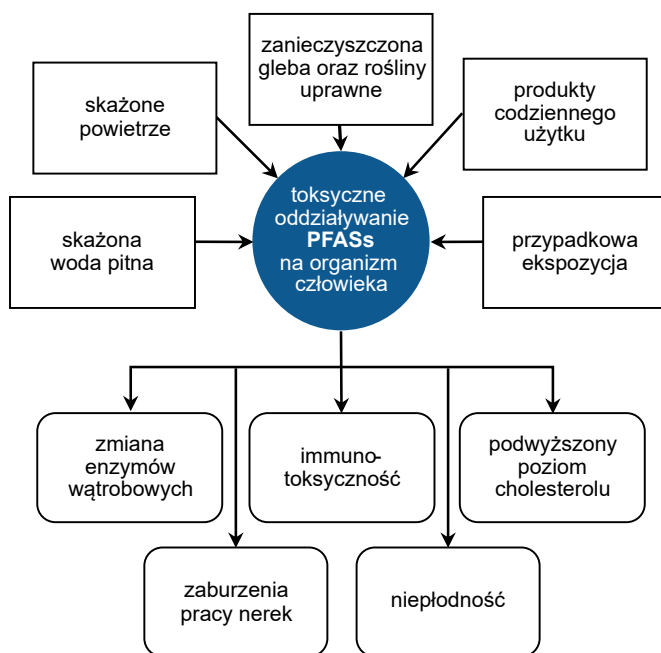 zanieczyszczona
gleba oraz rośliny
uprawne
skażone
powietrze
produkty
codziennego
użytku
toksyczne
oddziaływanie
PFASs
na organizm
człowieka
skażona
woda pitna
przypadkowa
ekspozycja
zmiana
enzymów
wątrobowych
immuno-
toksyczność
podwyższony
poziom
cholesterolu
zaburzenia
pracy nerek
niepłodność